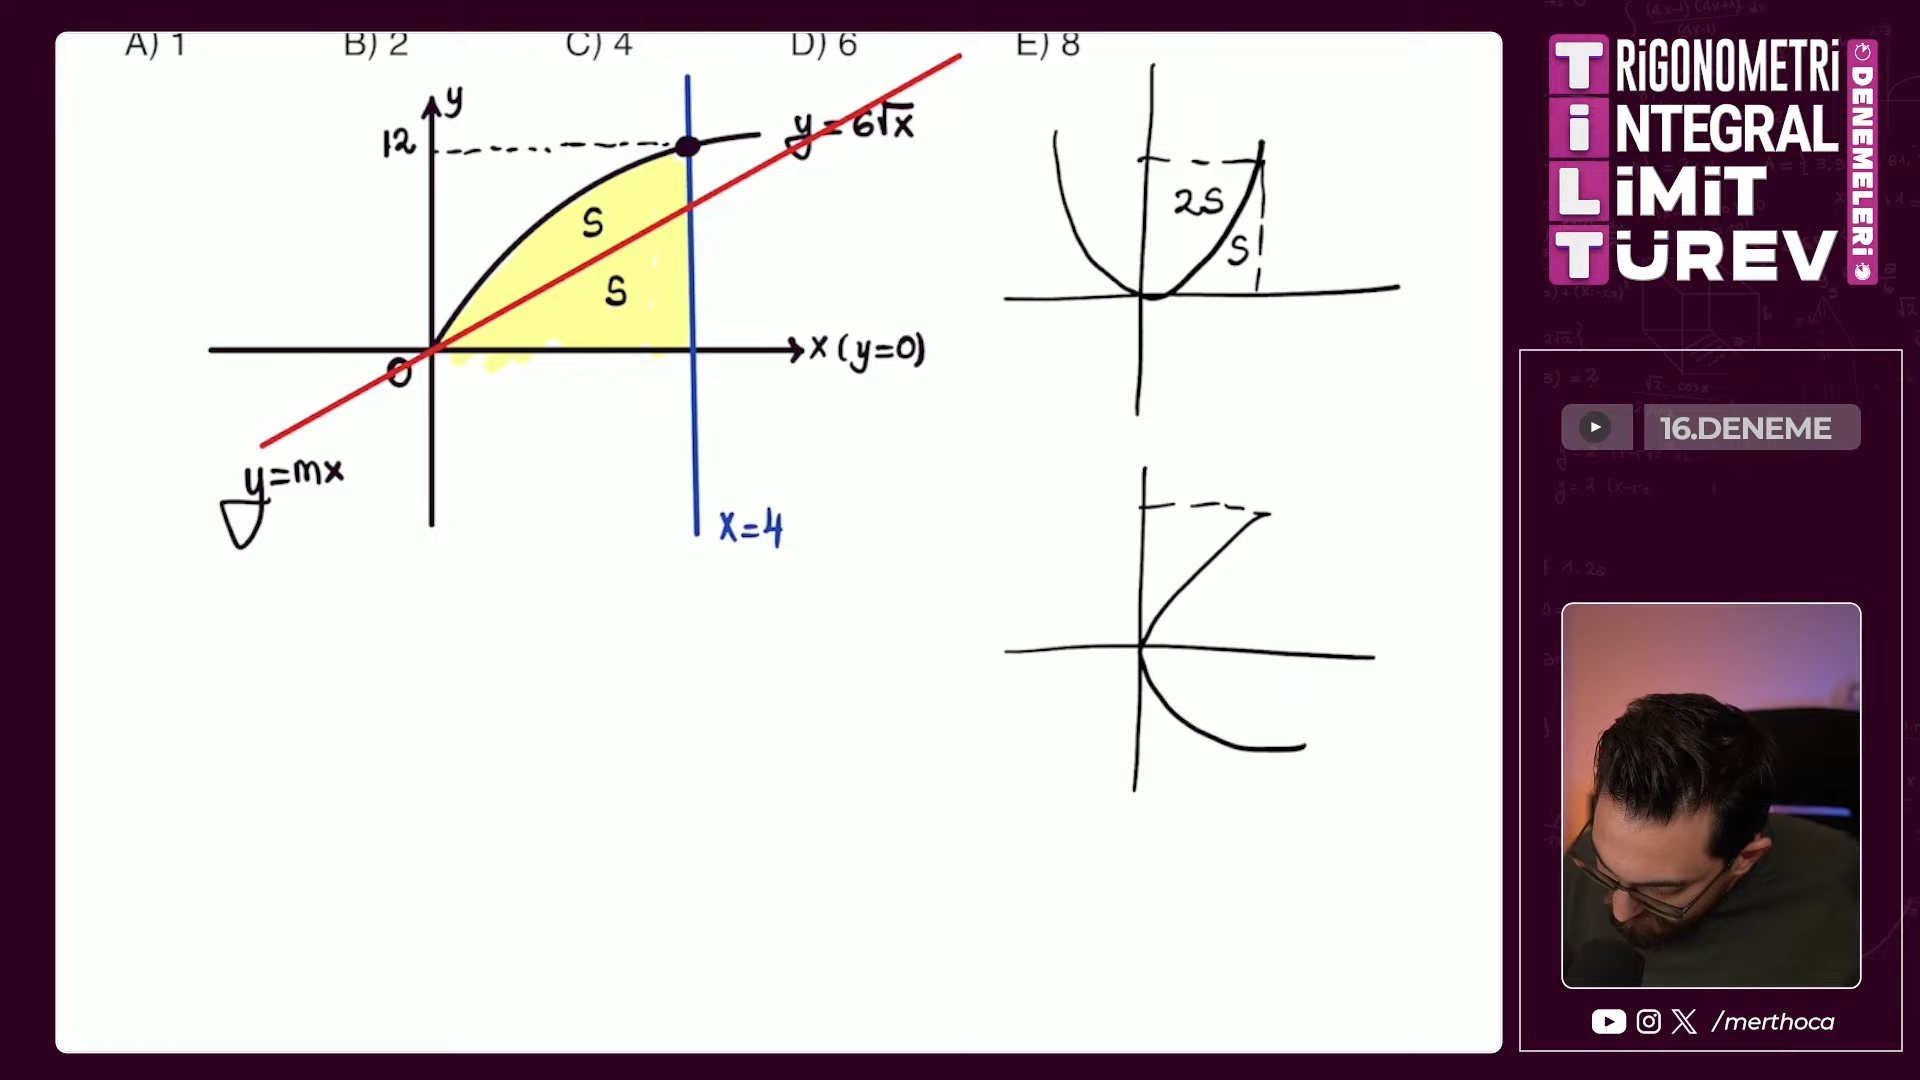 A) 1 B) 2 C) 4 D) 6 E) 8
y
12
y = 6√x
S
S
x (y=0)
O
y=mx
x=4
2S
S
TRiGONOMETRi
iNTEGRAL
LiMiT
TÜREV
DENEMELERi
16.DENEME
/merthoca